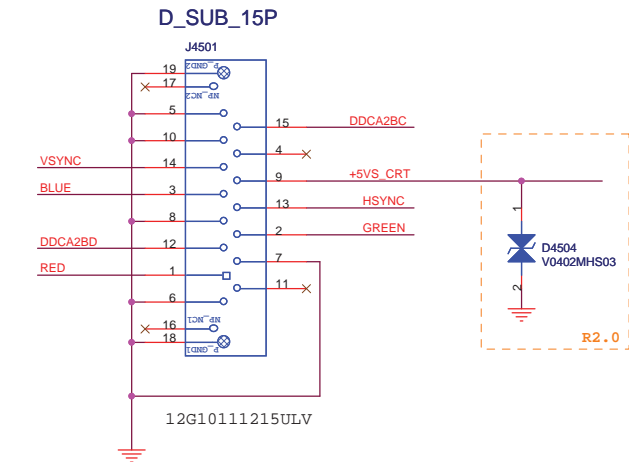 D_SUB_15P
J4501
19 P_GND2
17 NP_NC2
5
15 DDCA2BC
10
4
VSYNC 14
9 +5VS_CRT
BLUE 3
13 HSYNC
8
2 GREEN
DDCA2BD 12
7
RED 1
11
6
16 NP_NC1
18 P_GND1
1
D4504
V0402MHS03
2
R2.0
12G10111215ULV